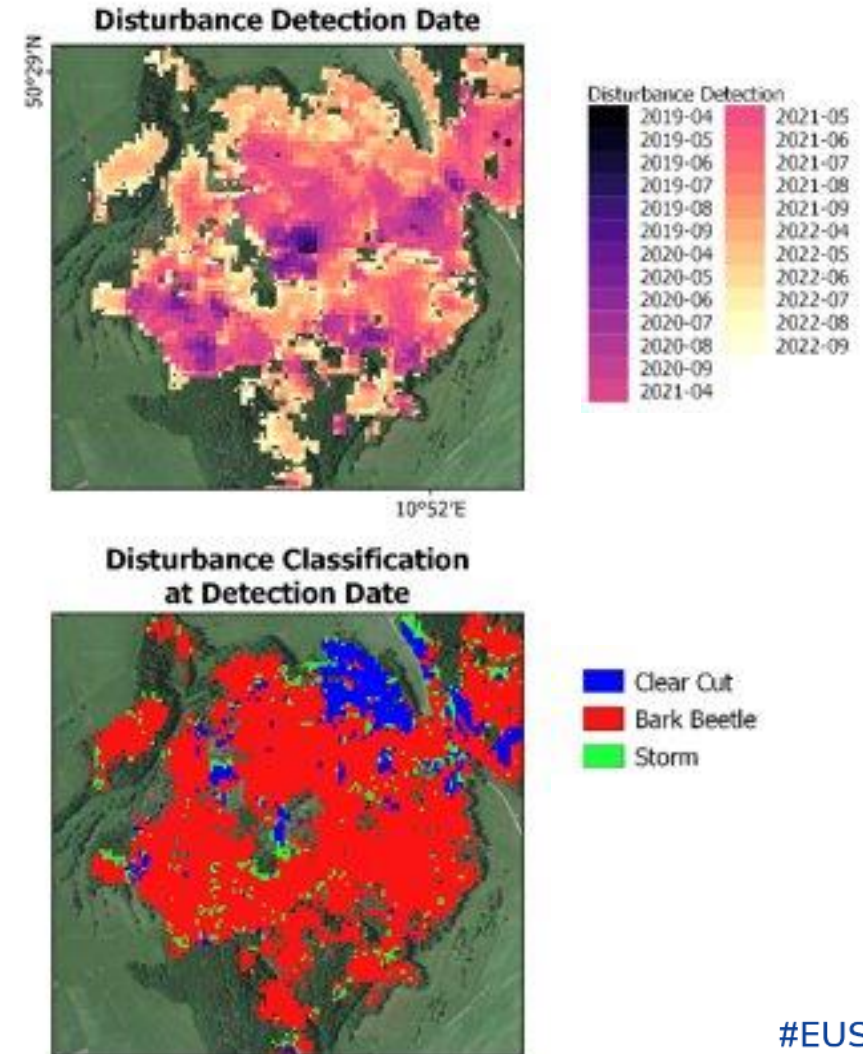 Disturbance Detection Date
50°29'N
Disturbance Detection
2019-04
2019-05
2019-06
2019-07
2019-08
2019-09
2020-04
2020-05
2020-06
2020-07
2020-08
2020-09
2021-04
2021-05
2021-06
2021-07
2021-08
2021-09
2022-04
2022-05
2022-06
2022-07
2022-08
2022-09
10°52'E
Disturbance Classification
at Detection Date
Clear Cut
Bark Beetle
Storm
#EUS